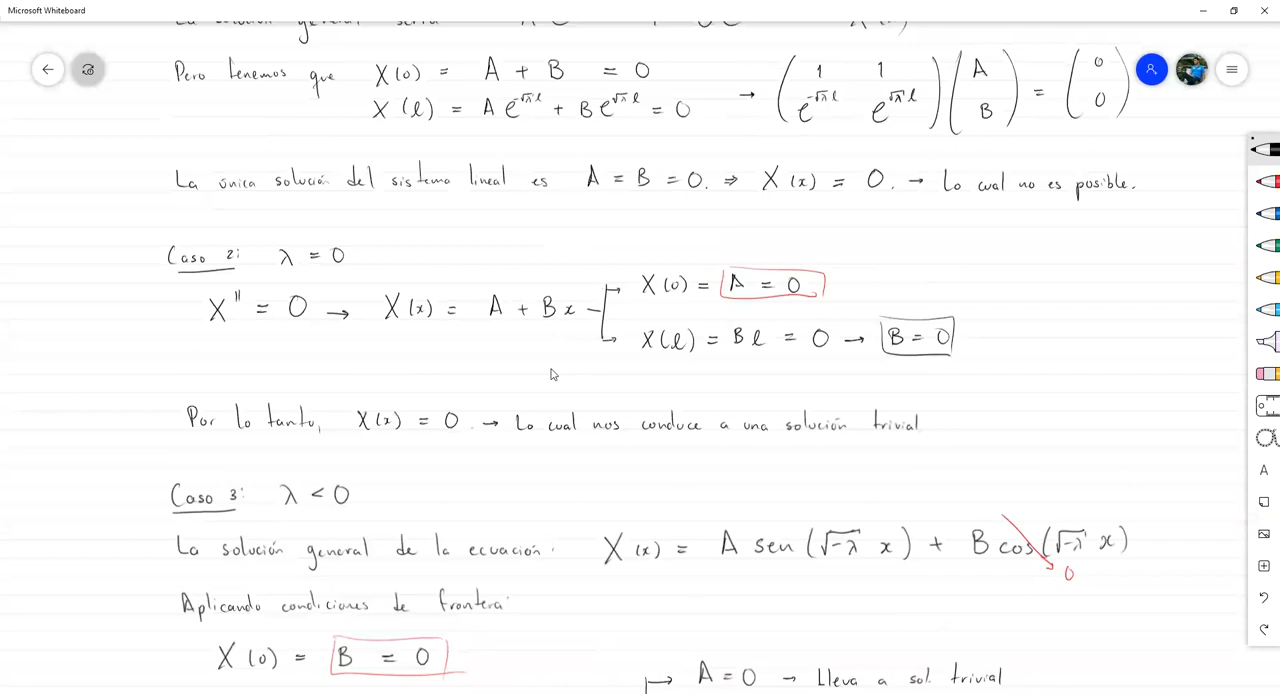 Microsoft Whiteboard
Pero tenemos que X(0) = A + B = 0
X(l) = A e^{-√λ l} + B e^{√λ l} = 0 → ( 1 1 e^{-√λ l} e^{√λ l} ) ( A B ) = ( 0 0 )
La única solución del sistema lineal es A = B = 0. ⇒ X(x) = 0. → Lo cual no es posible.
Caso 2: λ = 0
X'' = 0 → X(x) = A + Bx
X(0) = A = 0
X(l) = Bl = 0 → B = 0
Por lo tanto, X(x) = 0. → Lo cual nos conduce a una solución trivial
Caso 3: λ < 0
La solución general de la ecuación: X(x) = A sen(√-λ x) + B cos(√-λ x)
0
Aplicando condiciones de frontera:
X(0) = B = 0
A = 0 → Lleva a sol. trivial
A